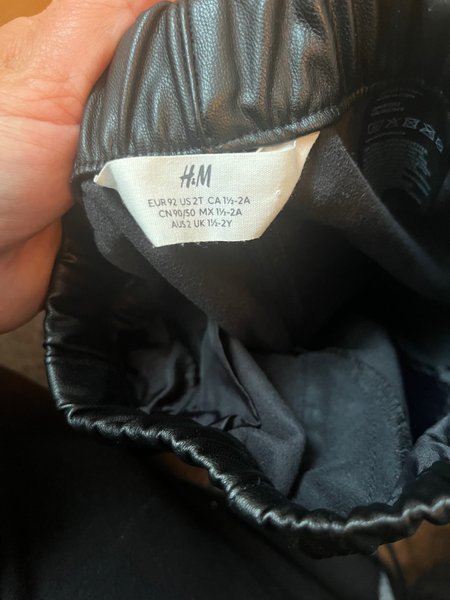 H&M
EUR 92 US 2T CA 1½-2A
CN 90/50 MX 1½-2A
AUS 2 UK 1½-2Y